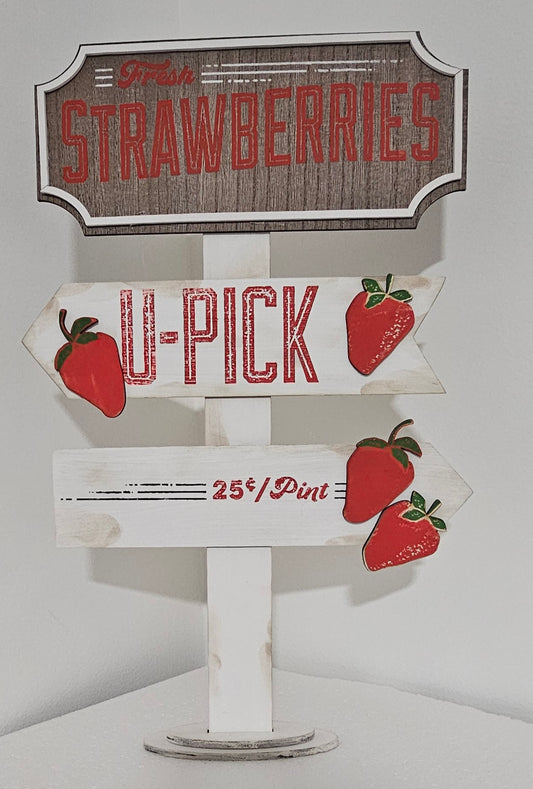 Fresh
STRAWBERRIES
U-PICK
25¢/Pint